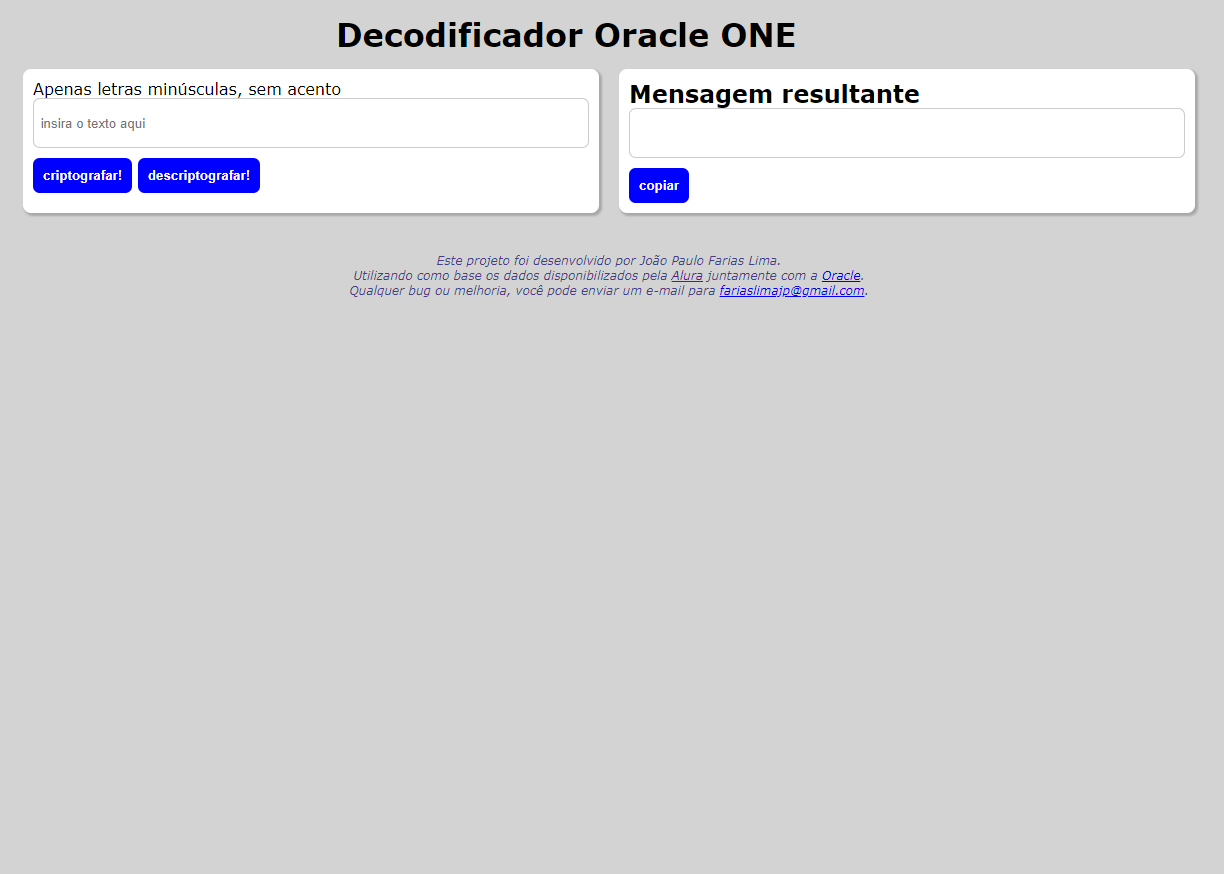 Decodificador Oracle ONE
Apenas letras minúsculas, sem acento
insira o texto aqui
criptografar! descriptografar!
Mensagem resultante
copiar
Este projeto foi desenvolvido por João Paulo Farias Lima.
Utilizando como base os dados disponibilizados pela Alura juntamente com a Oracle.
Qualquer bug ou melhoria, você pode enviar um e-mail para fariaslimajp@gmail.com.